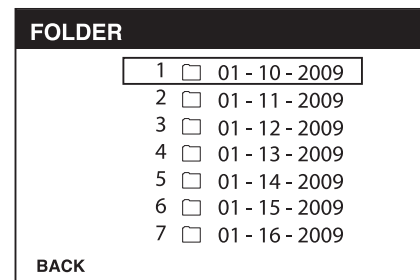 FOLDER
1 01 - 10 - 2009
2 01 - 11 - 2009
3 01 - 12 - 2009
4 01 - 13 - 2009
5 01 - 14 - 2009
6 01 - 15 - 2009
7 01 - 16 - 2009
BACK